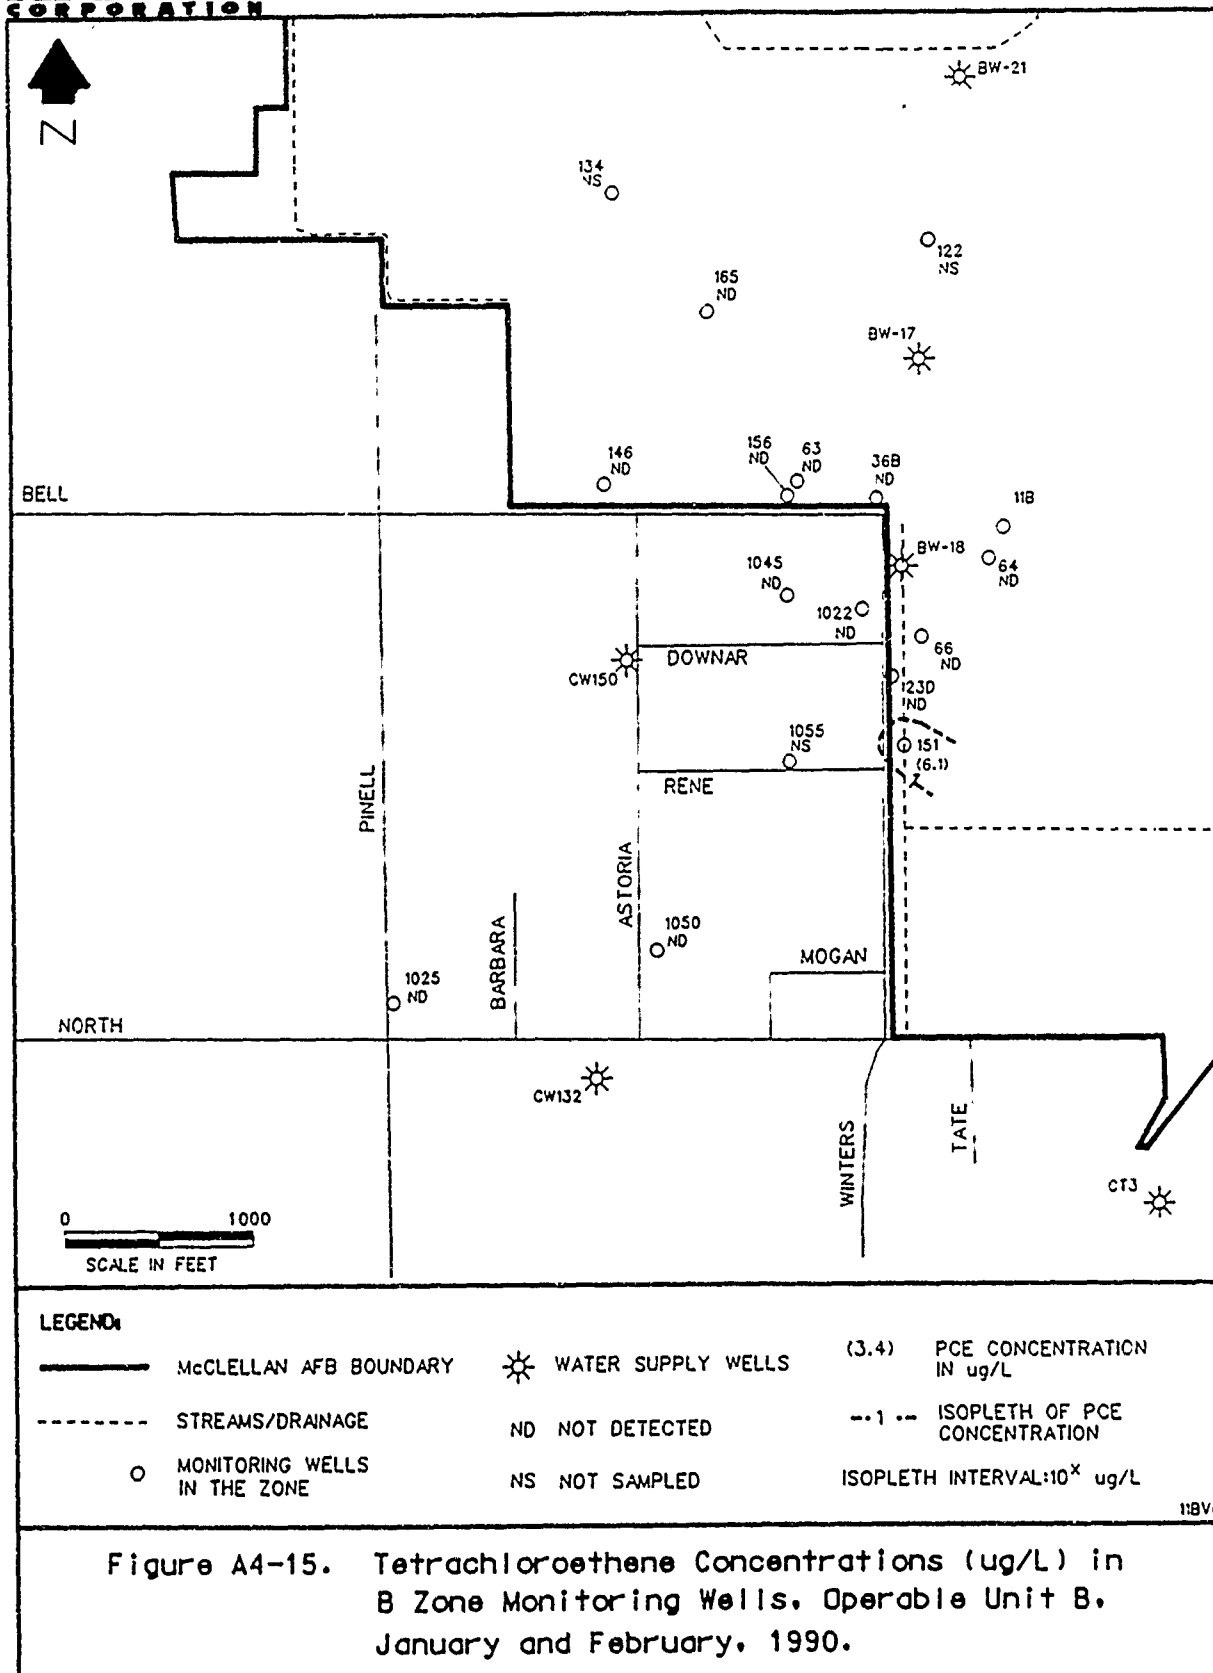 CORPORATION
Z
BW-21
134
NS
122
NS
165
ND
BW-17
146
ND
156
ND
63
ND
36B
ND
11B
BELL
BW-18
64
ND
1045
ND
1022
ND
66
ND
DOWNAR
CW150
23D
ND
1055
NS
151
(6.1)
1
RENE
PINELL
ASTORIA
BARBARA
1050
ND
MOGAN
1025
ND
NORTH
CW132
WINTERS
TATE
CT3
0 1000
SCALE IN FEET
LEGEND:
McCLELLAN AFB BOUNDARY
WATER SUPPLY WELLS
(3.4) PCE CONCENTRATION
IN ug/L
STREAMS/DRAINAGE
ND NOT DETECTED
--1-- ISOPLETH OF PCE
CONCENTRATION
MONITORING WELLS
IN THE ZONE
NS NOT SAMPLED
ISOPLETH INTERVAL:10^X ug/L
Figure A4-15. Tetrachloroethene Concentrations (ug/L) in
B Zone Monitoring Wells, Operable Unit B,
January and February, 1990.